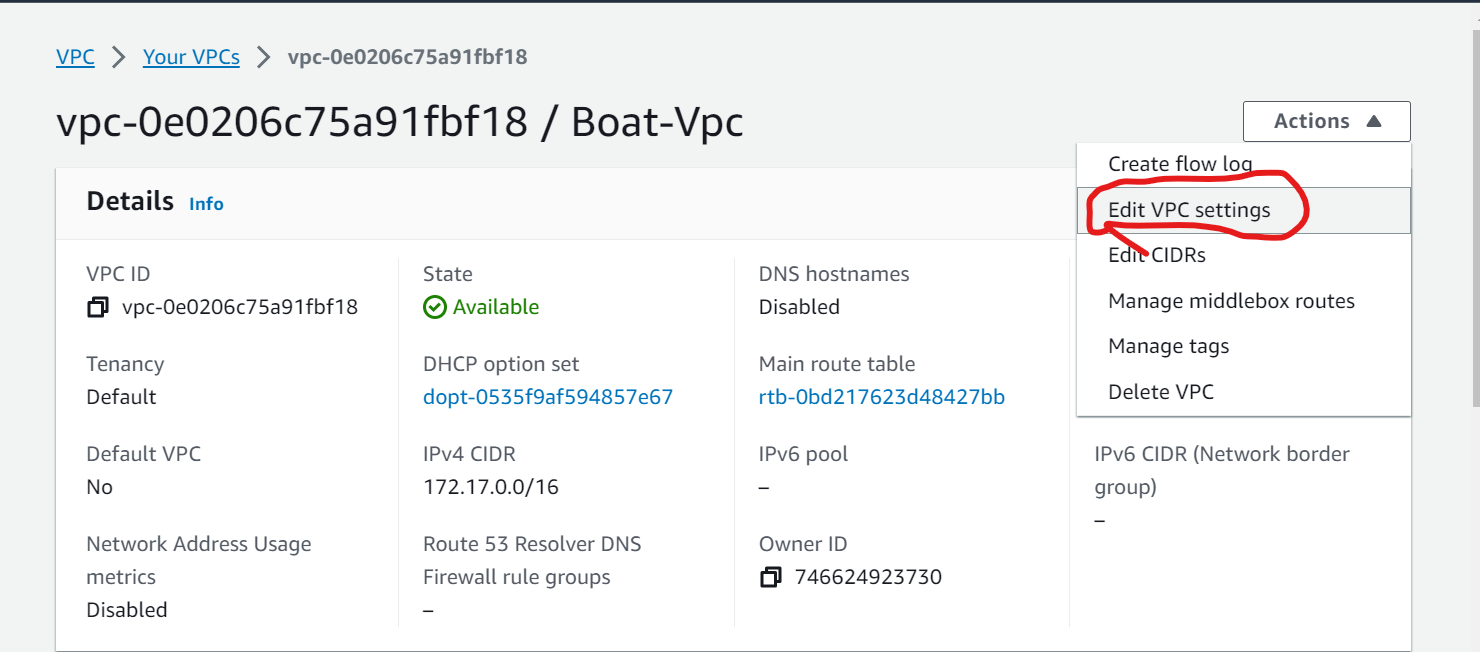 VPC > Your VPCs > vpc-0e0206c75a91fbf18
vpc-0e0206c75a91fbf18 / Boat-Vpc
Actions
Create flow log
Edit VPC settings
Edit CIDRs
Manage middlebox routes
Manage tags
Delete VPC
Details Info
VPC ID
vpc-0e0206c75a91fbf18
State
Available
DNS hostnames
Disabled
Tenancy
Default
DHCP option set
dopt-0535f9af594857e67
Main route table
rtb-0bd217623d48427bb
Default VPC
No
IPv4 CIDR
172.17.0.0/16
IPv6 pool
–
IPv6 CIDR (Network border
group)
–
Network Address Usage
metrics
Disabled
Route 53 Resolver DNS
Firewall rule groups
–
Owner ID
746624923730